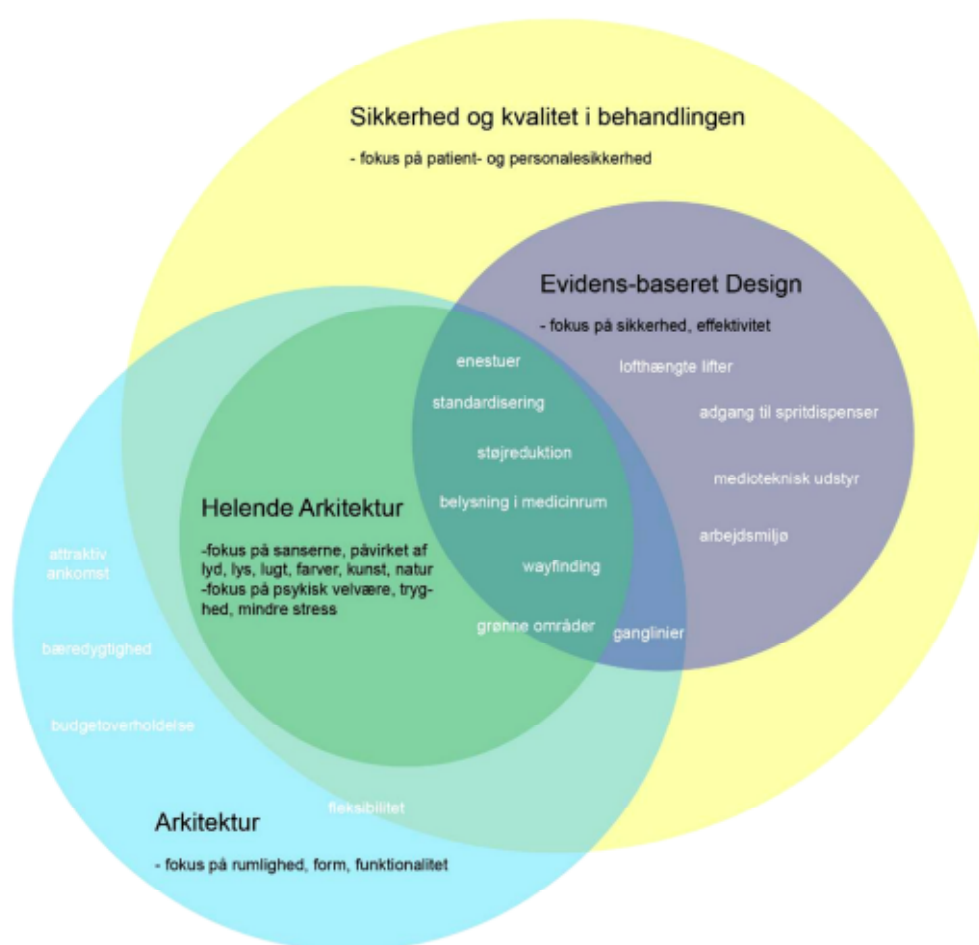 Sikkerhed og kvalitet i behandlingen
- fokus på patient- og personalesikkerhed
Evidens-baseret Design
- fokus på sikkerhed, effektivitet
enestuer
lofthængte lifter
standardisering
adgang til spritdispenser
støjreduktion
medioteknisk udstyr
belysning i medicinrum
Helende Arkitektur
-fokus på sanserne, påvirket af
lyd, lys, lugt, farver, kunst, natur
-fokus på psykisk velvære, tryg-
hed, mindre stress
arbejdsmiljø
attraktiv
ankomst
wayfinding
grønne områder
ganglinier
bæredygtighed
budgetoverholdelse
fleksibilitet
Arkitektur
- fokus på rumlighed, form, funktionalitet